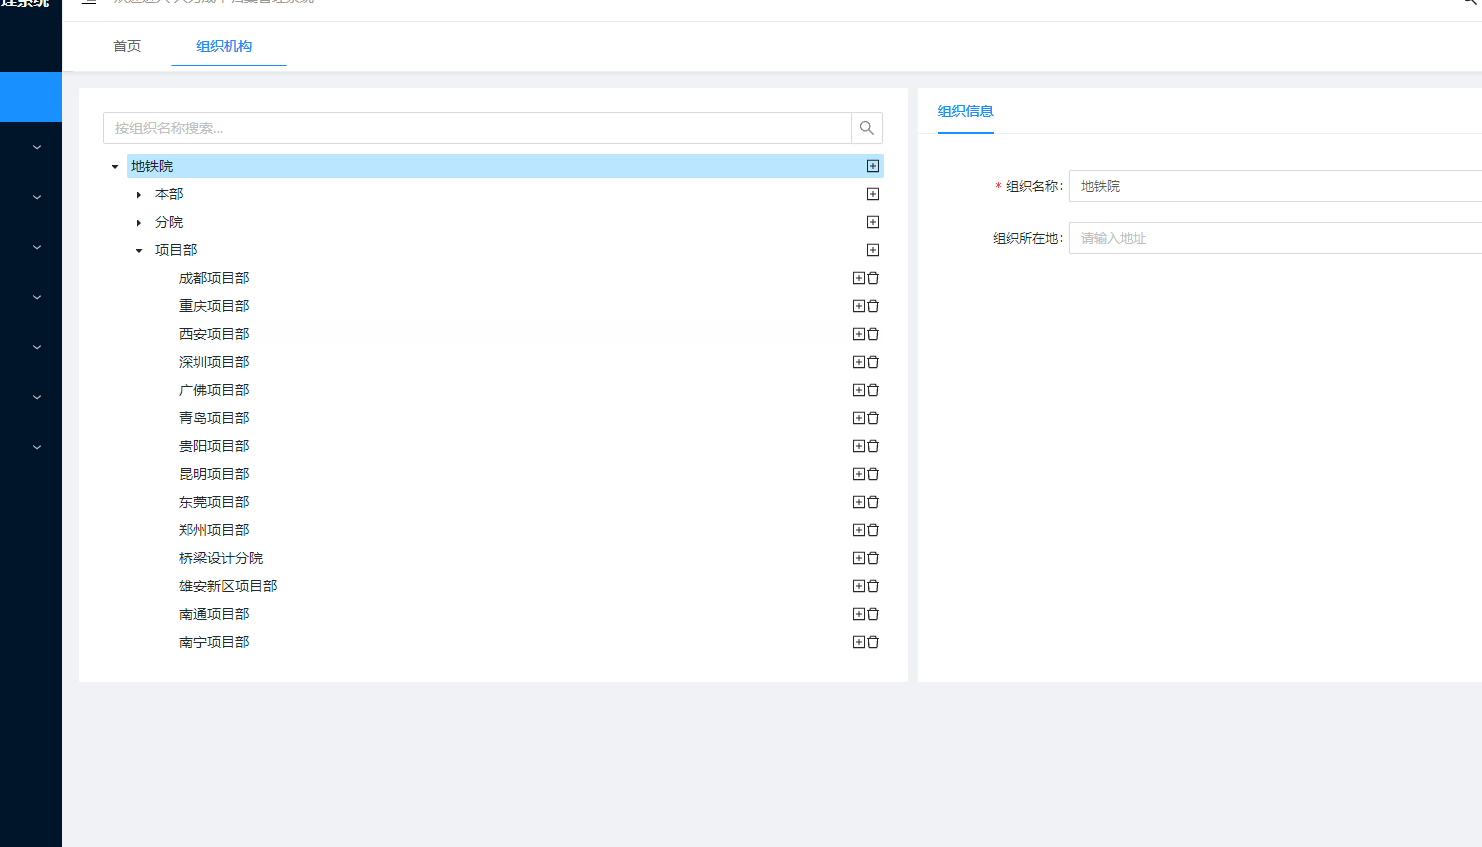 理系统
首页
组织机构
按组织名称搜索...
地铁院
本部
分院
项目部
成都项目部
重庆项目部
西安项目部
深圳项目部
广佛项目部
青岛项目部
贵阳项目部
昆明项目部
东莞项目部
郑州项目部
桥梁设计分院
雄安新区项目部
南通项目部
南宁项目部
组织信息
* 组织名称:
地铁院
组织所在地:
请输入地址